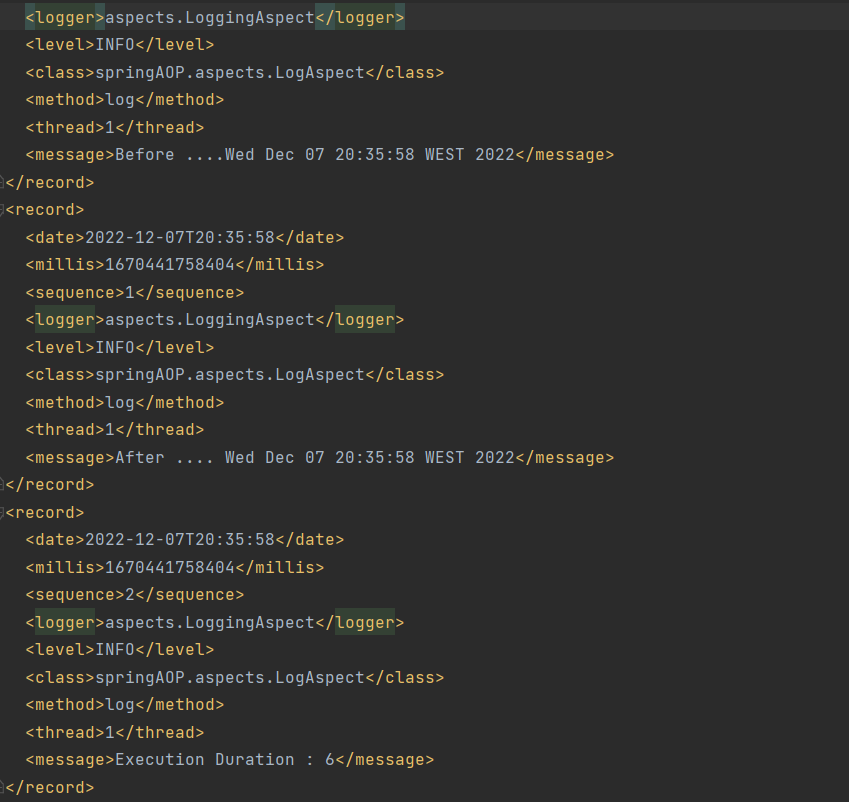 <logger>aspects.LoggingAspect</logger>
<level>INFO</level>
<class>springAOP.aspects.LogAspect</class>
<method>log</method>
<thread>1</thread>
<message>Before ....Wed Dec 07 20:35:58 WEST 2022</message>
</record>
<record>
<date>2022-12-07T20:35:58</date>
<millis>1670441758404</millis>
<sequence>1</sequence>
<logger>aspects.LoggingAspect</logger>
<level>INFO</level>
<class>springAOP.aspects.LogAspect</class>
<method>log</method>
<thread>1</thread>
<message>After .... Wed Dec 07 20:35:58 WEST 2022</message>
</record>
<record>
<date>2022-12-07T20:35:58</date>
<millis>1670441758404</millis>
<sequence>2</sequence>
<logger>aspects.LoggingAspect</logger>
<level>INFO</level>
<class>springAOP.aspects.LogAspect</class>
<method>log</method>
<thread>1</thread>
<message>Execution Duration : 6</message>
</record>